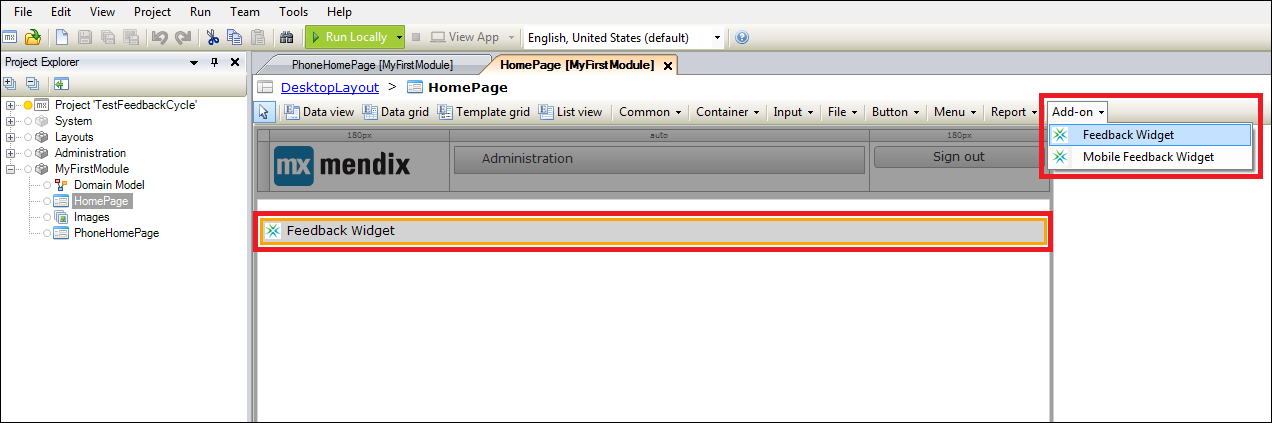 File Edit View Project Run Team Tools Help
mx Run Locally View App English, United States (default)
Project Explorer
PhoneHomePage [MyFirstModule] HomePage [MyFirstModule]
DesktopLayout > HomePage
Project 'TestFeedbackCycle'
System
Layouts
Administration
MyFirstModule
Domain Model
HomePage
Images
PhoneHomePage
Data view Data grid Template grid List view Common Container Input File Button Menu Report Add-on
Feedback Widget
Mobile Feedback Widget
180px auto 180px
mx mendix Administration Sign out
Feedback Widget